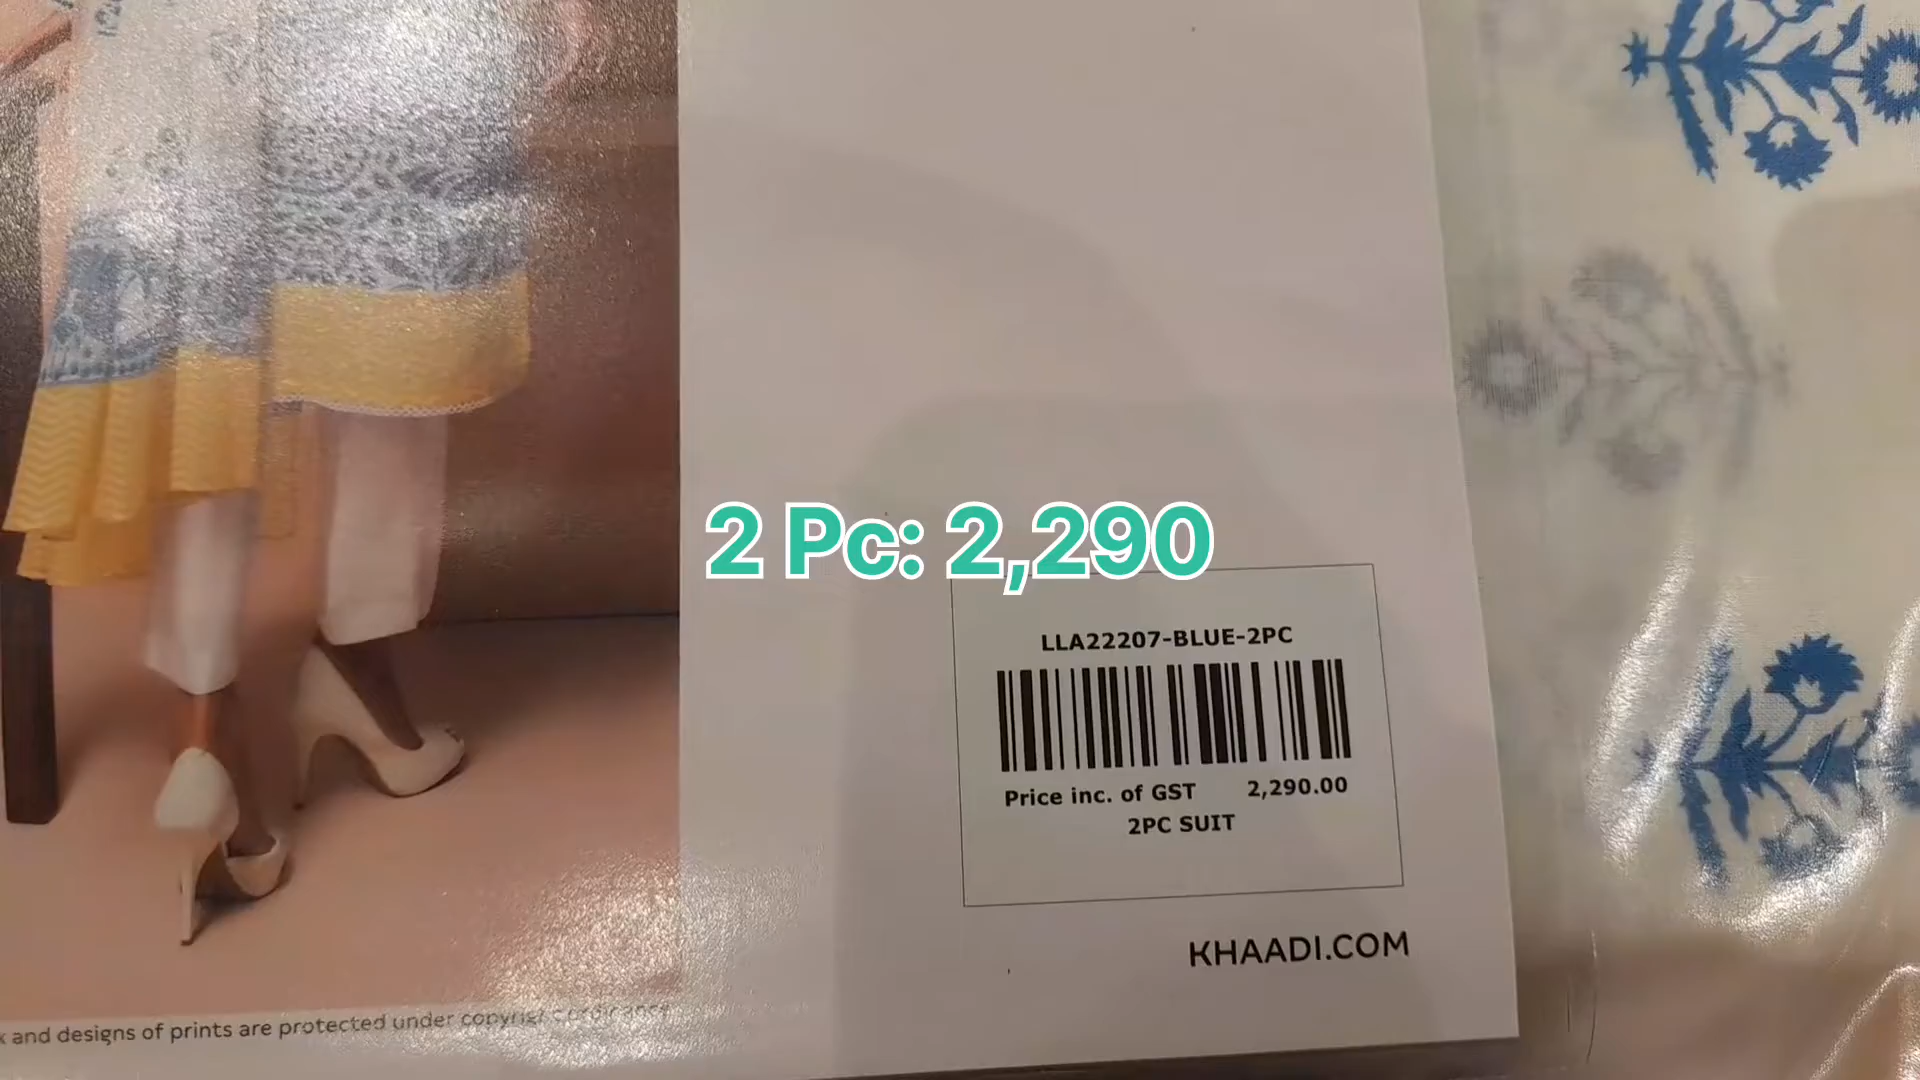 2 Pc: 2,290
LLA22207-BLUE-2PC
Price inc. of GST 2,290.00
2PC SUIT
KHAADI.COM
and designs of prints are protected under copyright